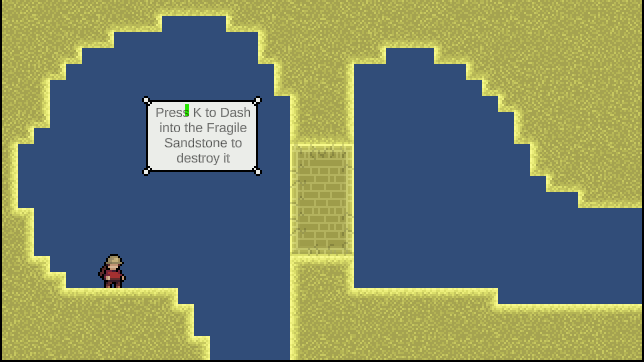 Press K to Dash
into the Fragile
Sandstone to
destroy it